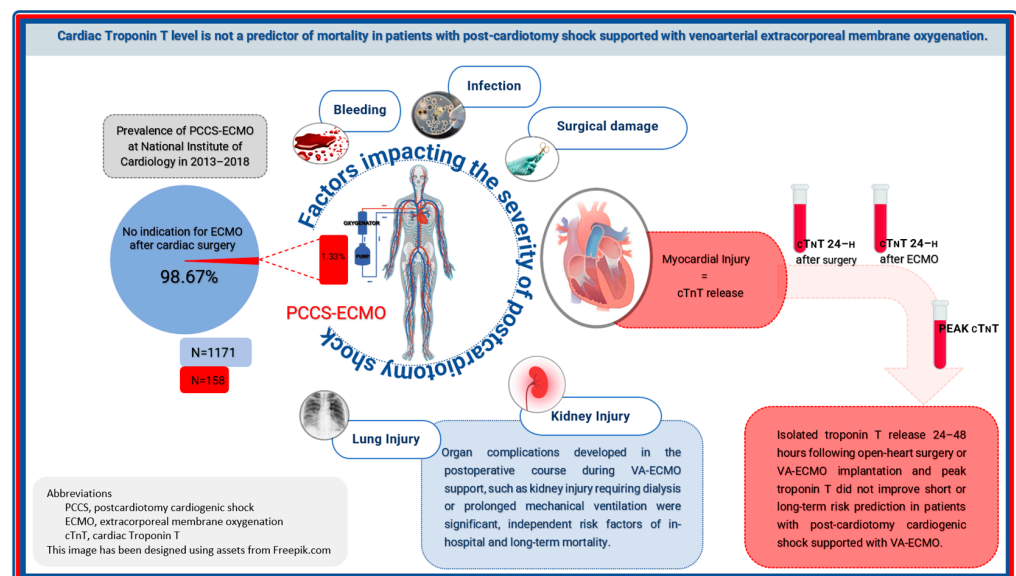 Cardiac Troponin T level is not a predictor of mortality in patients with post-cardiotomy shock supported with venoarterial extracorporeal membrane oxygenation.
Prevalence of PCCS-ECMO
at National Institute of
Cardiology in 2013–2018
No indication for ECMO
after cardiac surgery
98.67%
1.33%
PCCS-ECMO
N=1171
N=158
Bleeding
Infection
Surgical damage
Factors impacting the severity of postcardiotomy shock
OXYGENATOR
PUMP
Myocardial Injury
=
cTnT release
cTnT 24–h
after surgery
cTnT 24–h
after ECMO
PEAK cTnT
Lung Injury
Kidney Injury
Organ complications developed in the
postoperative course during VA-ECMO
support, such as kidney injury requiring dialysis
or prolonged mechanical ventilation were
significant, independent risk factors of in-
hospital and long-term mortality.
Isolated troponin T release 24–48
hours following open-heart surgery or
VA-ECMO implantation and peak
troponin T did not improve short or
long-term risk prediction in patients
with post-cardiotomy cardiogenic
shock supported with VA-ECMO.
Abbreviations
PCCS, postcardiotomy cardiogenic shock
ECMO, extracorporeal membrane oxygenation
cTnT, cardiac Troponin T
This image has been designed using assets from Freepik.com